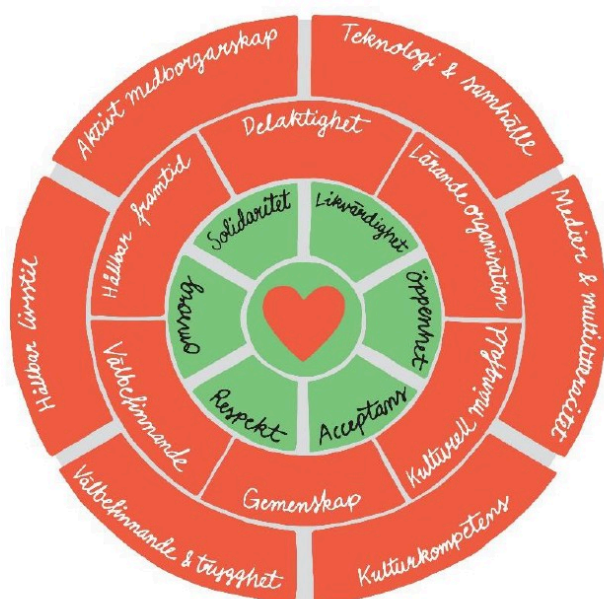 Aktivt medborgarskap
Teknologi & samhälle
Medier &
Kulturkompetens
Välbefinnande & trygghet
Hållbar livsstil
Delaktighet
Lärande organisation
Kulturell mångfald
Gemenskap
Välbefinnande
Hållbar framtid
Solidaritet
Likvärdighet
Öppenhet
Acceptans
Respekt
Omsorg